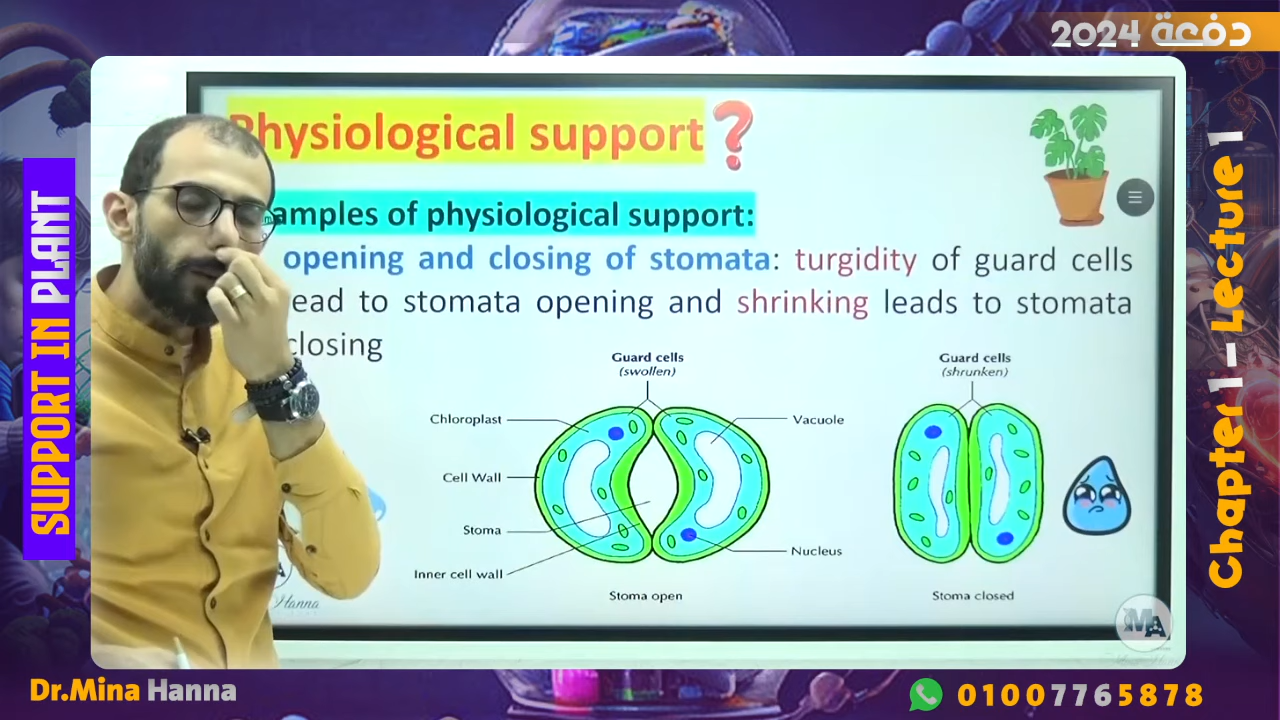 دفعة 2024
SUPPORT IN PLANT
Chapter 1 – Lecture 1
Physiological support?
amples of physiological support:
opening and closing of stomata: turgidity of guard cells
ead to stomata opening and shrinking leads to stomata
closing
Guard cells
(swollen)
Guard cells
(shrunken)
Chloroplast
Vacuole
Cell Wall
Stoma
Nucleus
Inner cell wall
Stoma open
Stoma closed
Hanna
MA
Dr.Mina Hanna
01007765878